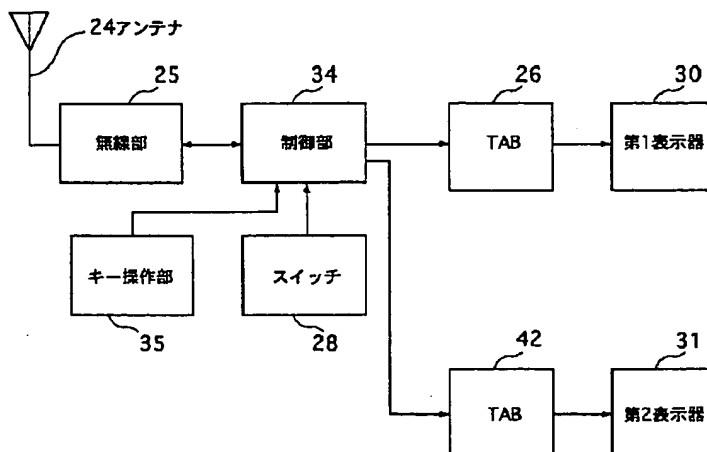 24アンテナ
25
34
26
30
無線部
制御部
TAB
第1表示器
キー操作部
スイッチ
35
28
42
31
TAB
第2表示器